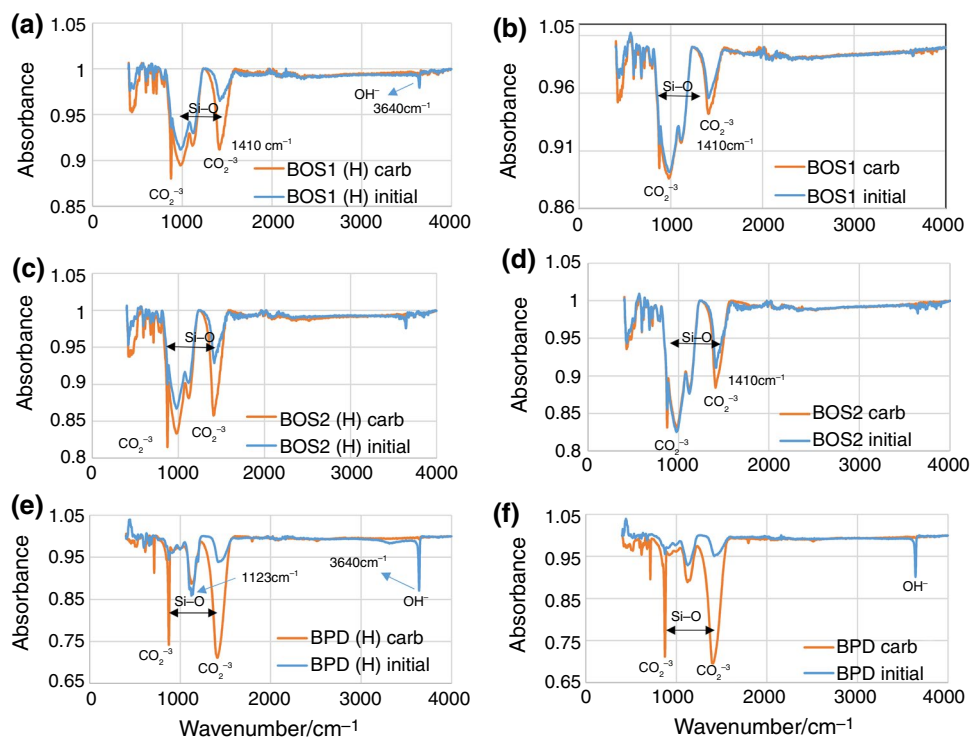 (a)
1.05
1
0.95
0.9
0.85
Absorbance
OH⁻
3640cm⁻¹
Si–O
1410 cm⁻¹
CO₂⁻³
CO₂⁻³
BOS1 (H) carb
BOS1 (H) initial
0 1000 2000 3000 4000
(b)
1.01
0.96
0.91
0.86
Absorbance
Si–O
CO₂⁻³
1410cm⁻¹
CO₂⁻³
BOS1 carb
BOS1 initial
0 1000 2000 3000 4000
(c)
1.05
1
0.95
0.9
0.85
0.8
Absorbance
Si–O
CO₂⁻³
CO₂⁻³
BOS2 (H) carb
BOS2 (H) initial
0 1000 2000 3000 4000
(d)
1.05
1
0.95
0.9
0.85
0.8
Absorbance
Si–O
1410cm⁻¹
CO₂⁻³
CO₂⁻³
BOS2 carb
BOS2 initial
0 1000 2000 3000 4000
(e)
1.05
0.95
0.85
0.75
0.65
Absorbance
3640cm⁻¹
1123cm⁻¹
OH⁻
Si–O
CO₂⁻³
CO₂⁻³
BPD (H) carb
BPD (H) initial
0 1000 2000 3000 4000
Wavenumber/cm⁻¹
(f)
1.05
0.95
0.85
0.75
0.65
Absorbance
OH⁻
Si–O
CO₂⁻³
CO₂⁻³
BPD carb
BPD initial
0 1000 2000 3000 4000
Wavenumber/cm⁻¹